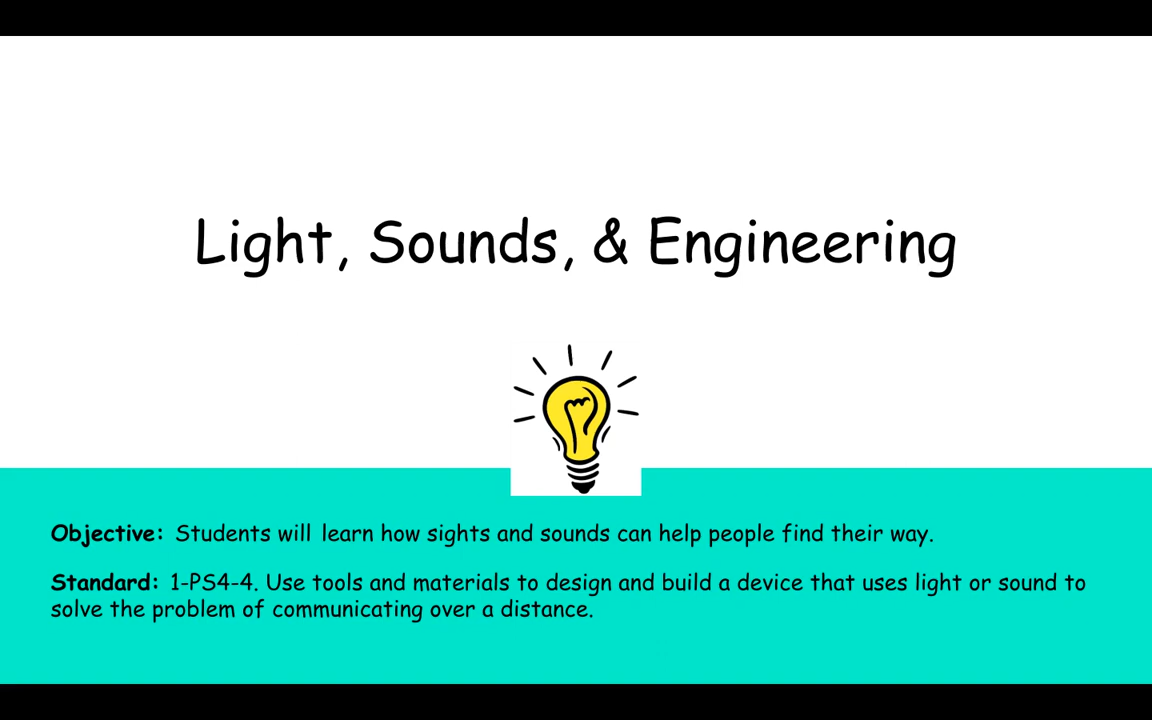 Light, Sounds, & Engineering
Objective: Students will learn how sights and sounds can help people find their way.
Standard: 1-PS4-4. Use tools and materials to design and build a device that uses light or sound to
solve the problem of communicating over a distance.